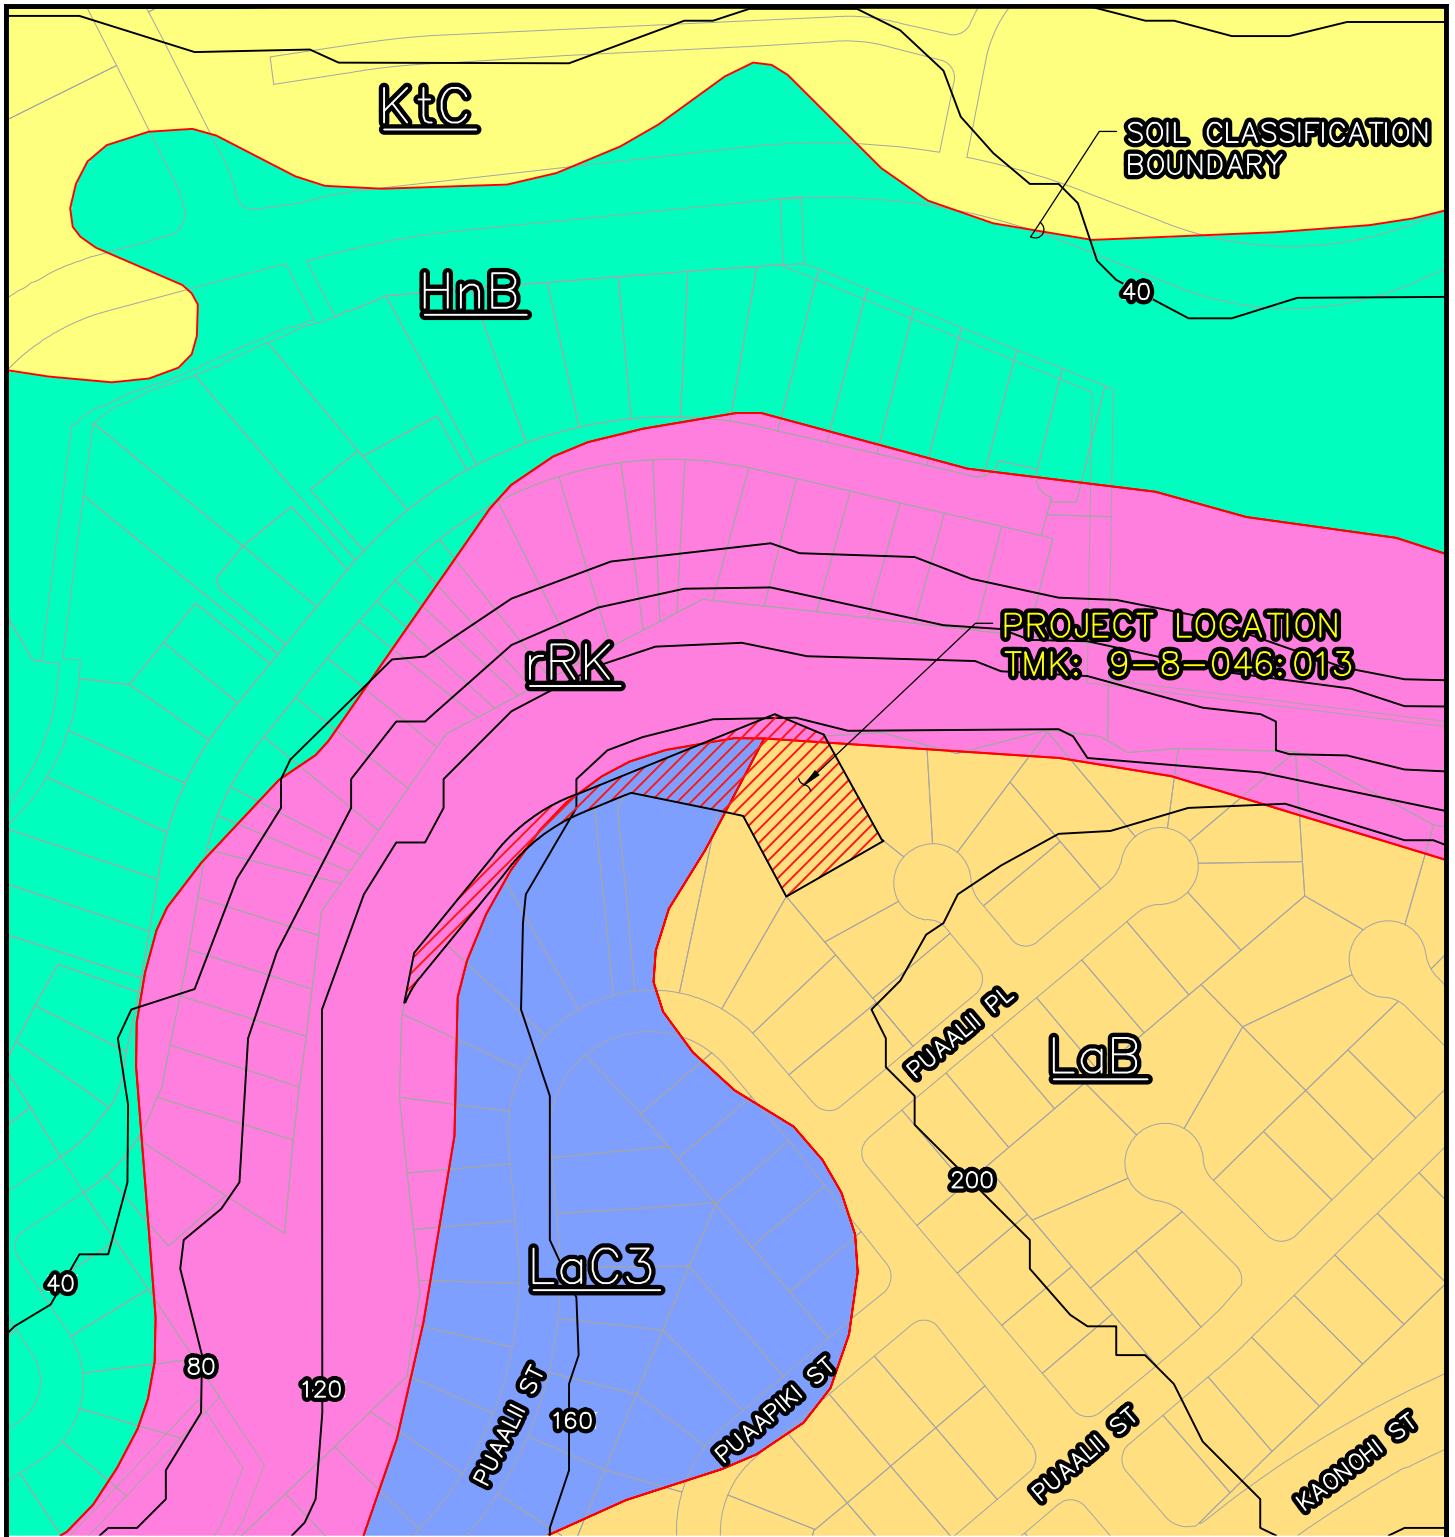 KtC
SOIL CLASSIFICATION
BOUNDARY
HnB
40
PROJECT LOCATION
TMK: 9-8-046:013
rRK
PUAALII PL
LaB
200
LaC3
40
80
120
160
PUAALII ST
PUAAPIKI ST
PUAALII ST
KAONOHI ST